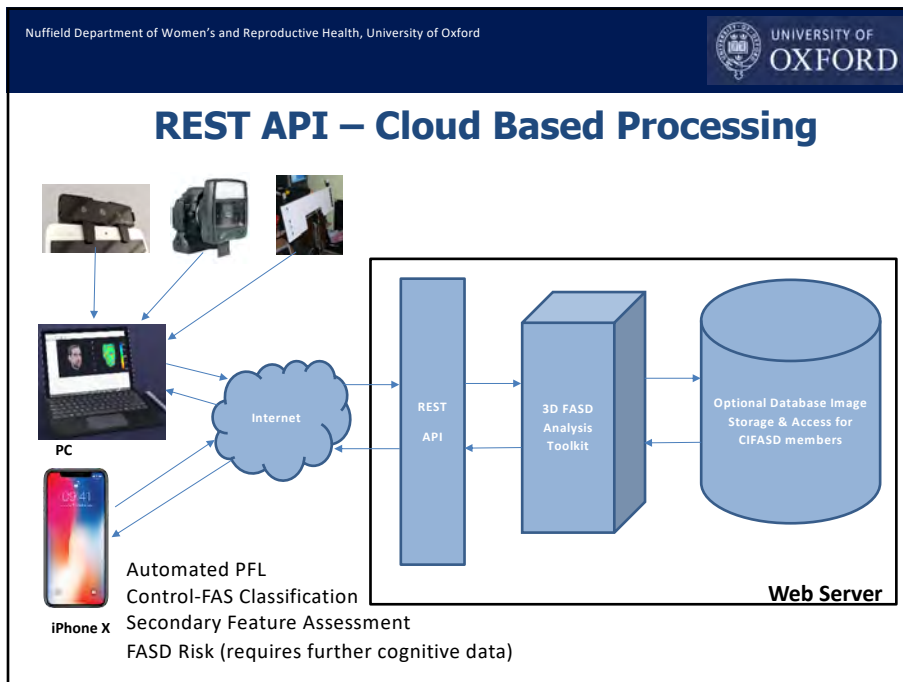 Nuffield Department of Women's and Reproductive Health, University of Oxford
UNIVERSITY OF
OXFORD
REST API – Cloud Based Processing
PC
Internet
REST
API
3D FASD
Analysis
Toolkit
Optional Database Image
Storage & Access for
CIFASD members
Web Server
09:41
iPhone X
Automated PFL
Control-FAS Classification
Secondary Feature Assessment
FASD Risk (requires further cognitive data)